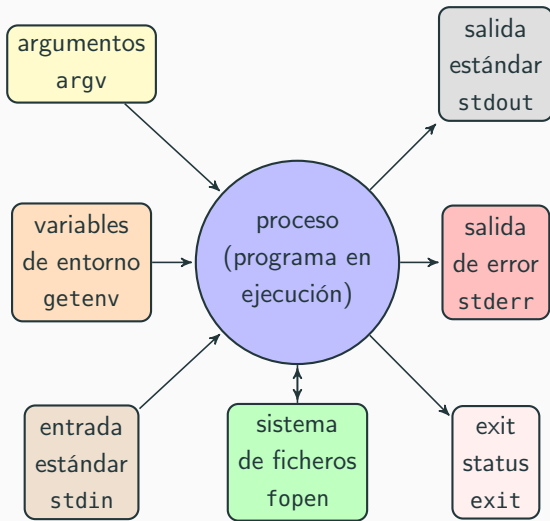 argumentos
argv
salida
estándar
stdout
variables
de entorno
getenv
proceso
(programa en
ejecución)
salida
de error
stderr
entrada
estándar
stdin
sistema
de ficheros
fopen
exit
status
exit